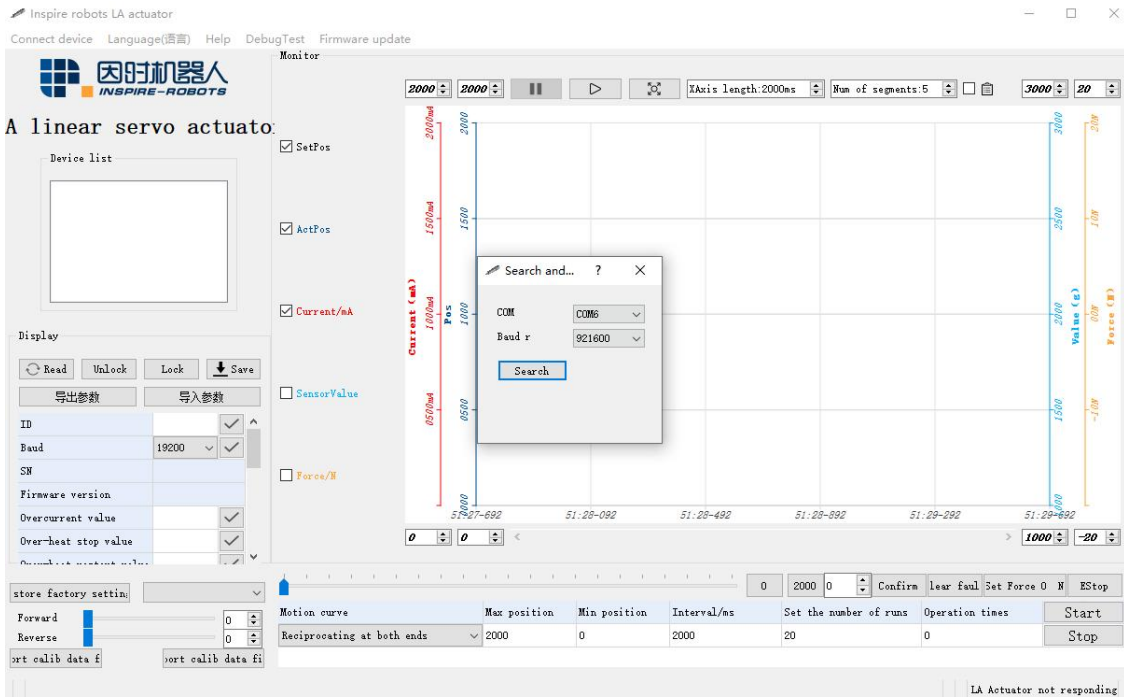 Inspire robots LA actuator
Connect device Language(语言) Help DebugTest Firmware update
因时机器人
INSPIRE-ROBOTS
A linear servo actuato
Device list
Monitor
2000 2000 XAxis length:2000ms Num of segments:5 3000 20
SetPos
ActPos
Current/mA
SensorValue
Force/N
2000mA 2000 3000 20N
1500mA 1500 2500 10N
1000mA 1000 2000 00N
0500mA 0500 1500 -10N
0000 1000
Current (mA) Pos Value (g) Force (N)
51:27-692 51:28-092 51:28-492 51:28-892 51:29-292 51:29-692
0 0 1000 -20
Search and... ?
COM COM6
Baud r 921600
Search
Display
Read Unlock Lock Save
导出参数 导入参数
ID
Baud 19200
SN
Firmware version
Overcurrent value
Over-heat stop value
store factory settin
Forward 0
Reverse 0
ort calib data f port calib data fi
0 2000 0 Confirm lear faul Set Force 0 N EStop
Motion curve Max position Min position Interval/ms Set the number of runs Operation times Start
Reciprocating at both ends 2000 0 2000 20 0 Stop
LA Actuator not responding